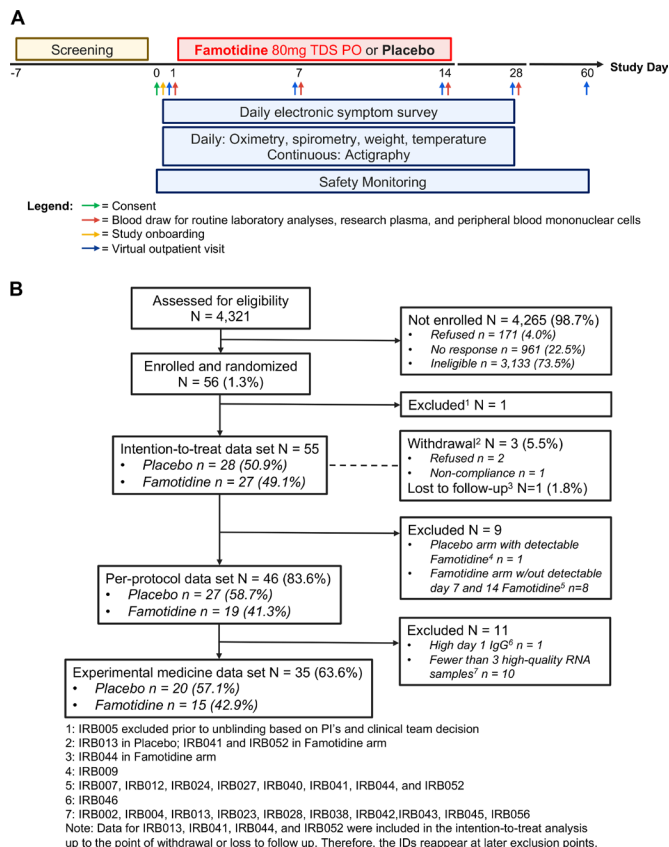 A
Screening
Famotidine 80mg TDS PO or Placebo
-7 0 1 7 14 28 60 Study Day
Daily electronic symptom survey
Daily: Oximetry, spirometry, weight, temperature
Continuous: Actigraphy
Safety Monitoring
Legend: = Consent
= Blood draw for routine laboratory analyses, research plasma, and peripheral blood mononuclear cells
= Study onboarding
= Virtual outpatient visit
B
Assessed for eligibility
N = 4,321
Not enrolled N = 4,265 (98.7%)
• Refused n = 171 (4.0%)
• No response n = 961 (22.5%)
• Ineligible n = 3,133 (73.5%)
Enrolled and randomized
N = 56 (1.3%)
Excluded¹ N = 1
Intention-to-treat data set N = 55
• Placebo n = 28 (50.9%)
• Famotidine n = 27 (49.1%)
Withdrawal² N = 3 (5.5%)
• Refused n = 2
• Non-compliance n = 1
Lost to follow-up³ N=1 (1.8%)
Excluded N = 9
• Placebo arm with detectable
Famotidine⁴ n = 1
• Famotidine arm w/out detectable
day 7 and 14 Famotidine⁵ n=8
Per-protocol data set N = 46 (83.6%)
• Placebo n = 27 (58.7%)
• Famotidine n = 19 (41.3%)
Excluded N = 11
• High day 1 IgG⁶ n = 1
• Fewer than 3 high-quality RNA
samples⁷ n = 10
Experimental medicine data set N = 35 (63.6%)
• Placebo n = 20 (57.1%)
• Famotidine n = 15 (42.9%)
1: IRB005 excluded prior to unblinding based on PI's and clinical team decision
2: IRB013 in Placebo; IRB041 and IRB052 in Famotidine arm
3: IRB044 in Famotidine arm
4: IRB009
5: IRB007, IRB012, IRB024, IRB027, IRB040, IRB041, IRB044, and IRB052
6: IRB046
7: IRB002, IRB004, IRB013, IRB023, IRB028, IRB038, IRB042,IRB043, IRB045, IRB056
Note: Data for IRB013, IRB041, IRB044, and IRB052 were included in the intention-to-treat analysis
up to the point of withdrawal or loss to follow up. Therefore, the IDs reappear at later exclusion points.